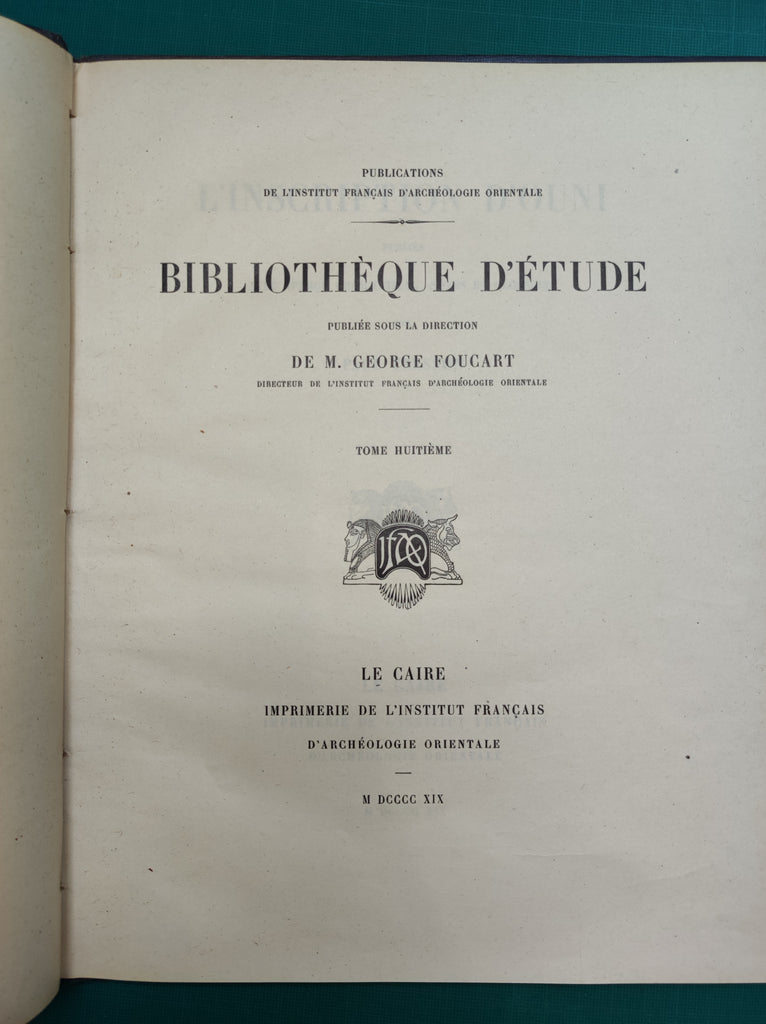 PUBLICATIONS
DE L'INSTITUT FRANÇAIS D'ARCHÉOLOGIE ORIENTALE
BIBLIOTHÈQUE D'ÉTUDE
PUBLIÉE SOUS LA DIRECTION
DE M. GEORGE FOUCART
DIRECTEUR DE L'INSTITUT FRANÇAIS D'ARCHÉOLOGIE ORIENTALE
TOME HUITIÈME
ifao
LE CAIRE
IMPRIMERIE DE L'INSTITUT FRANÇAIS
D'ARCHÉOLOGIE ORIENTALE
M DCCCC XIX